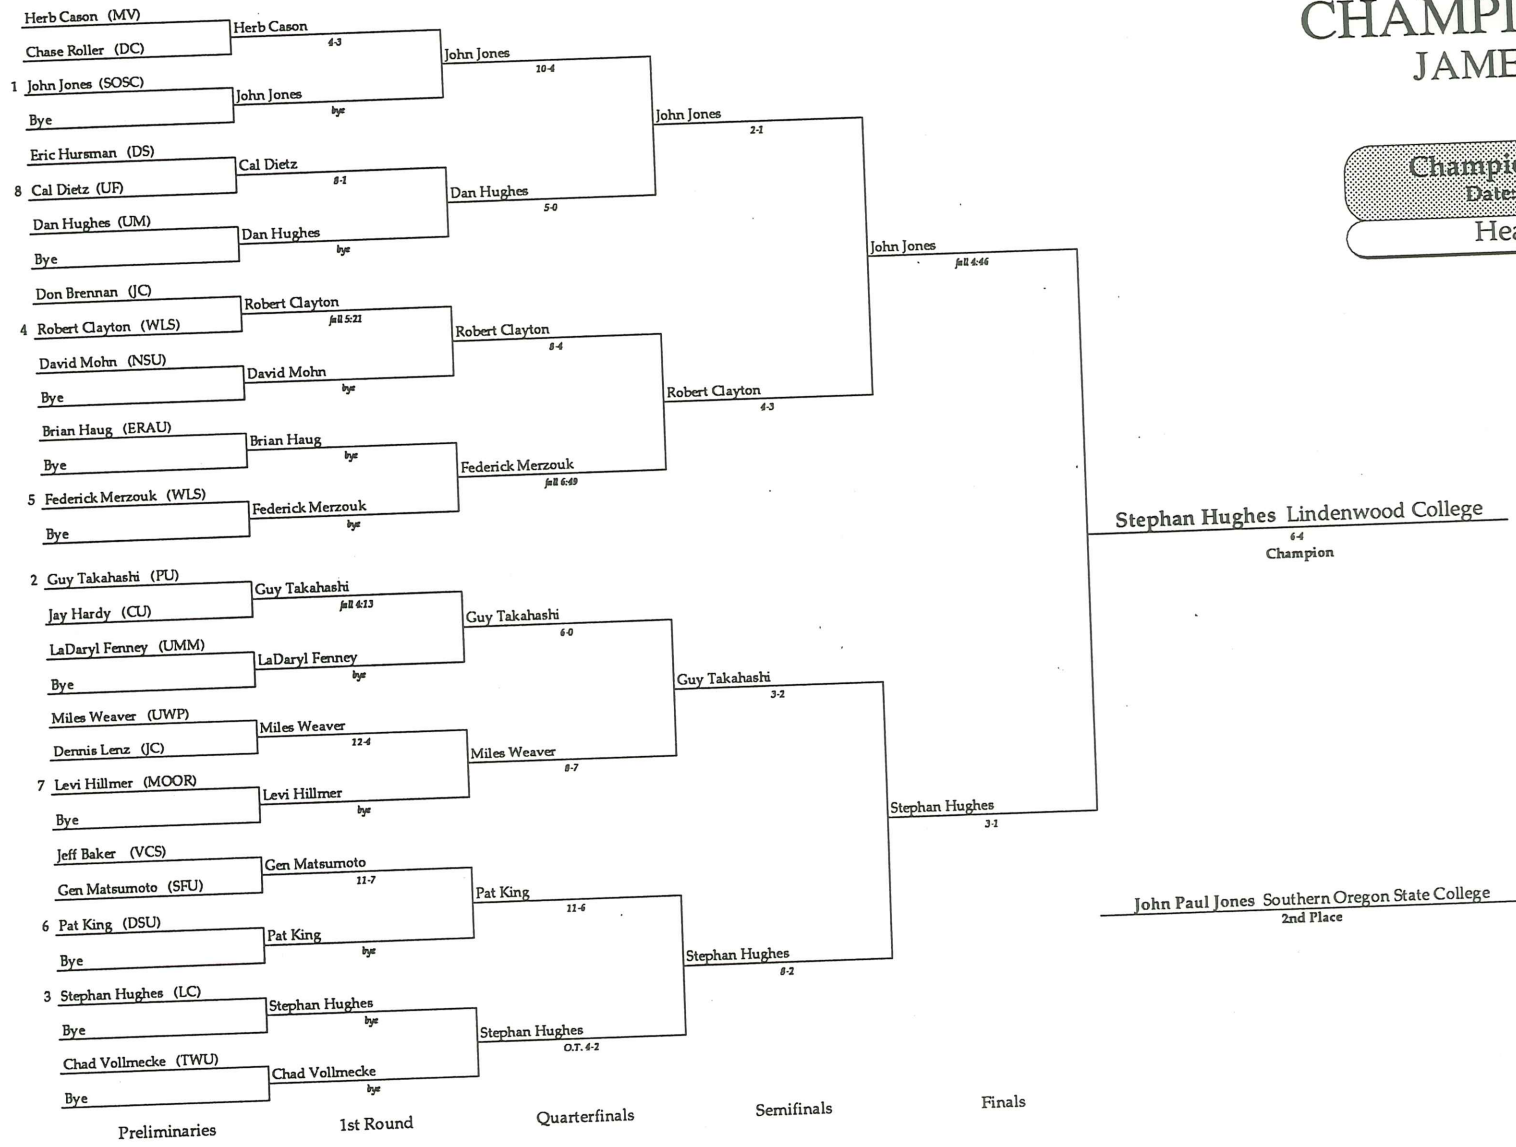 CHAMPI
JAME
Champi
Date:
Hea
Herb Cason (MV)
Chase Roller (DC)
1 John Jones (SOSC)
Bye
Eric Hursman (DS)
8 Cal Dietz (UF)
Dan Hughes (UM)
Bye
Don Brennan (JC)
4 Robert Clayton (WLS)
David Mohn (NSU)
Bye
Brian Haug (ERAU)
Bye
5 Federick Merzouk (WLS)
Bye
2 Guy Takahashi (PU)
Jay Hardy (CU)
LaDaryl Fenney (UMM)
Bye
Miles Weaver (UWP)
Dennis Lenz (JC)
7 Levi Hillmer (MOOR)
Bye
Jeff Baker (VCS)
Gen Matsumoto (SFU)
6 Pat King (DSU)
Bye
3 Stephan Hughes (LC)
Bye
Chad Vollmecke (TWU)
Bye
Preliminaries
Herb Cason
4-3
John Jones
bye
Cal Dietz
8-1
Dan Hughes
bye
Robert Clayton
fall 5:21
David Mohn
bye
Brian Haug
bye
Federick Merzouk
bye
Guy Takahashi
fall 4:13
LaDaryl Fenney
bye
Miles Weaver
12-4
Levi Hillmer
bye
Gen Matsumoto
11-7
Pat King
bye
Stephan Hughes
bye
Chad Vollmecke
bye
1st Round
John Jones
10-4
Dan Hughes
5-0
Robert Clayton
8-4
Federick Merzouk
fall 6:49
Guy Takahashi
6-0
Miles Weaver
8-7
Pat King
11-6
Stephan Hughes
O.T. 4-2
Quarterfinals
John Jones
2-1
Robert Clayton
4-3
Guy Takahashi
3-2
Stephan Hughes
8-2
Semifinals
John Jones
fall 4:46
Stephan Hughes
3-1
Finals
Stephan Hughes Lindenwood College
6-4
Champion
John Paul Jones Southern Oregon State College
2nd Place